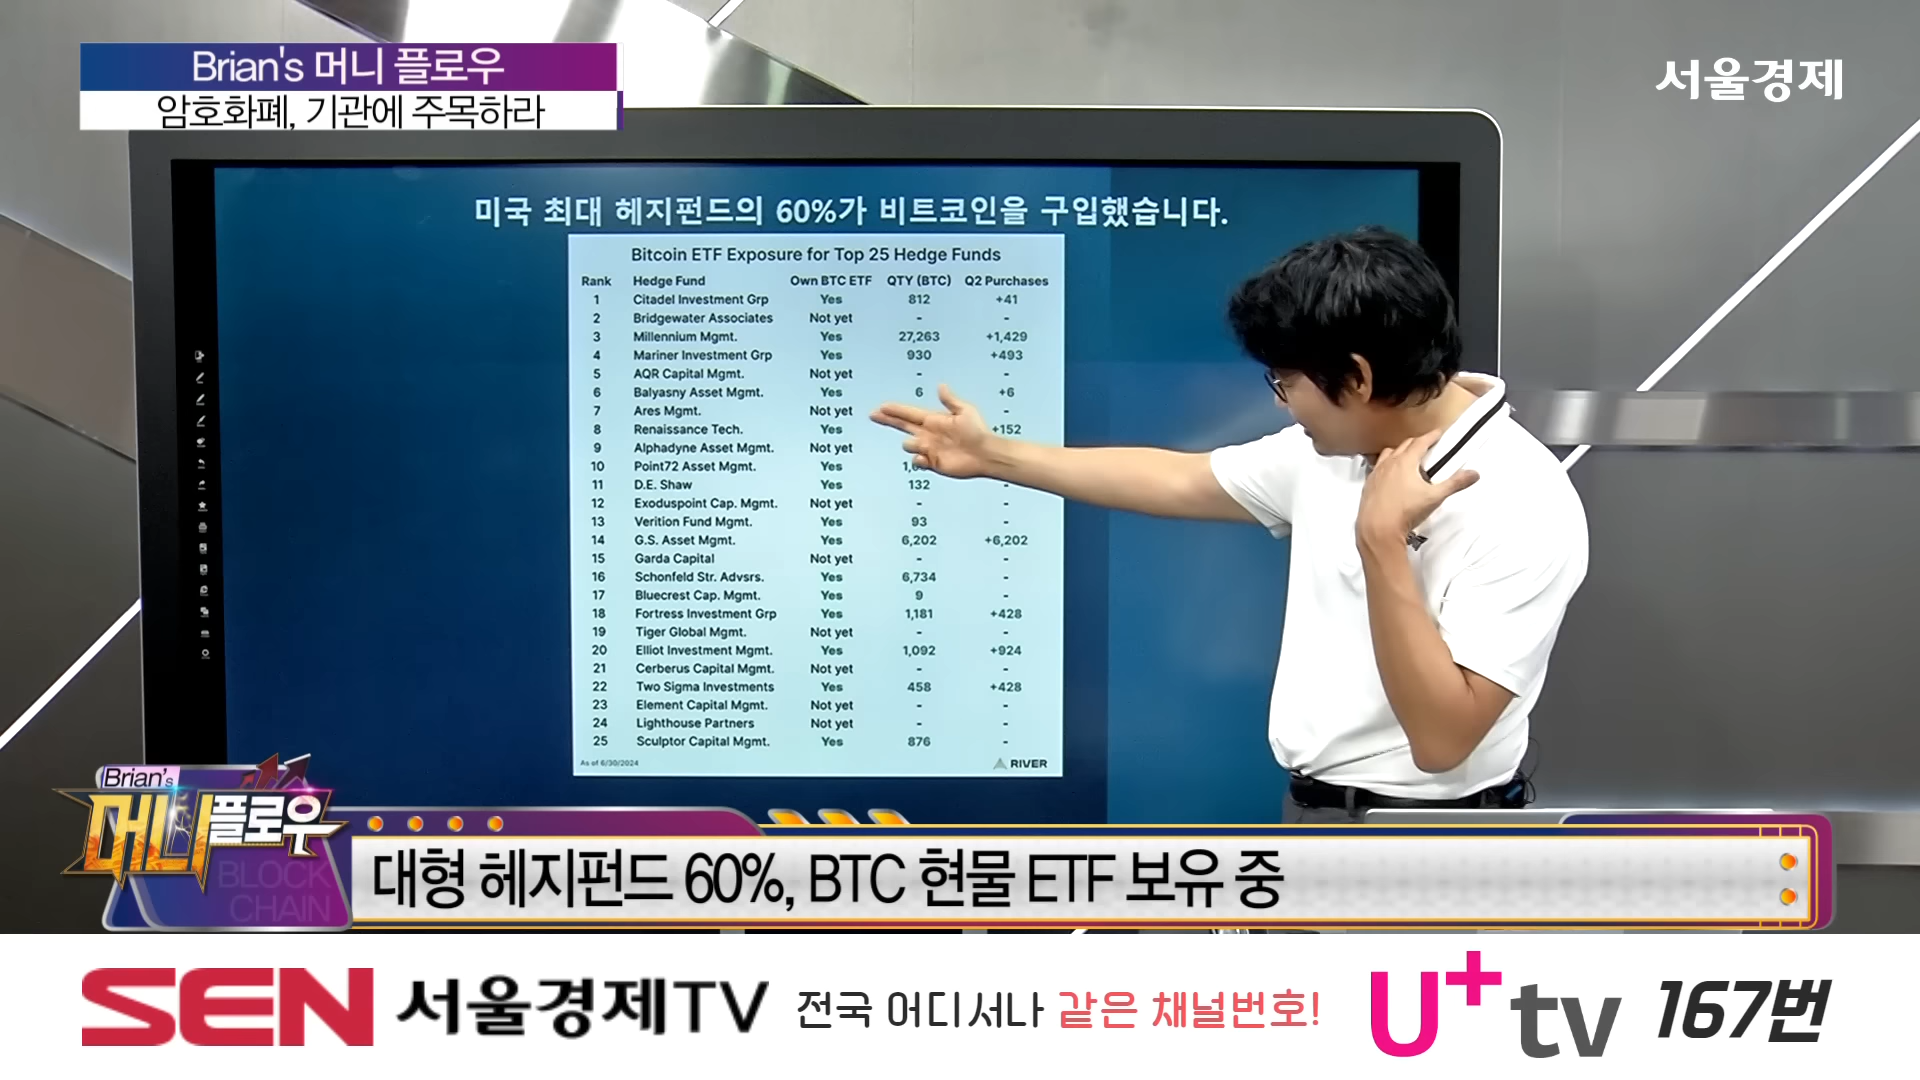 Brian's 머니 플로우
암호화폐, 기관에 주목하라
서울경제
미국 최대 헤지펀드의 60%가 비트코인을 구입했습니다.
Bitcoin ETF Exposure for Top 25 Hedge Funds
Rank Hedge Fund Own BTC ETF QTY (BTC) Q2 Purchases
1 Citadel Investment Grp Yes 812 +41
2 Bridgewater Associates Not yet - -
3 Millennium Mgmt. Yes 27,263 +1,429
4 Mariner Investment Grp Yes 930 +493
5 AQR Capital Mgmt. Not yet - -
6 Balyasny Asset Mgmt. Yes 6 +6
7 Ares Mgmt. Not yet -
8 Renaissance Tech. Yes +152
9 Alphadyne Asset Mgmt. Not yet
10 Point72 Asset Mgmt. Yes
11 D.E. Shaw Yes 132 -
12 Exoduspoint Cap. Mgmt. Not yet - -
13 Verition Fund Mgmt. Yes 93 -
14 G.S. Asset Mgmt. Yes 6,202 +6,202
15 Garda Capital Not yet - -
16 Schonfeld Str. Advsrs. Yes 6,734 -
17 Bluecrest Cap. Mgmt. Yes 9 -
18 Fortress Investment Grp Yes 1,181 +428
19 Tiger Global Mgmt. Not yet - -
20 Elliot Investment Mgmt. Yes 1,092 +924
21 Cerberus Capital Mgmt. Not yet - -
22 Two Sigma Investments Yes 458 +428
23 Element Capital Mgmt. Not yet - -
24 Lighthouse Partners Not yet - -
25 Sculptor Capital Mgmt. Yes 876 -
As of 6/30/2024
RIVER
Brian's
머니플로우
BLOCK
CHAIN
대형 헤지펀드 60%, BTC 현물 ETF 보유 중
SEN 서울경제TV 전국 어디서나 같은 채널번호! U+tv 167번